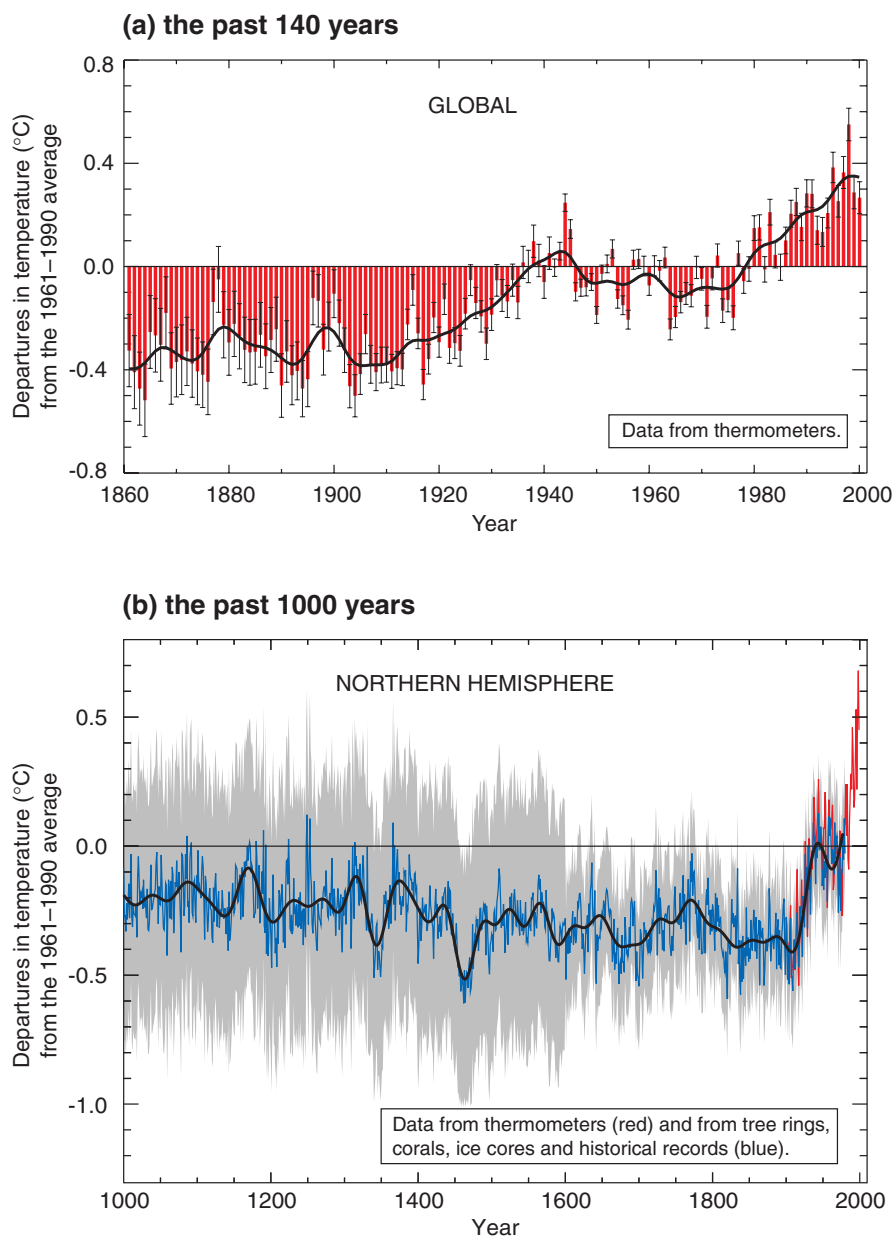 (a) the past 140 years
Departures in temperature (°C)
from the 1961–1990 average
0.8
0.4
0.0
-0.4
-0.8
GLOBAL
Data from thermometers.
1860 1880 1900 1920 1940 1960 1980 2000
Year
(b) the past 1000 years
Departures in temperature (°C)
from the 1961–1990 average
0.5
0.0
-0.5
-1.0
NORTHERN HEMISPHERE
Data from thermometers (red) and from tree rings,
corals, ice cores and historical records (blue).
1000 1200 1400 1600 1800 2000
Year